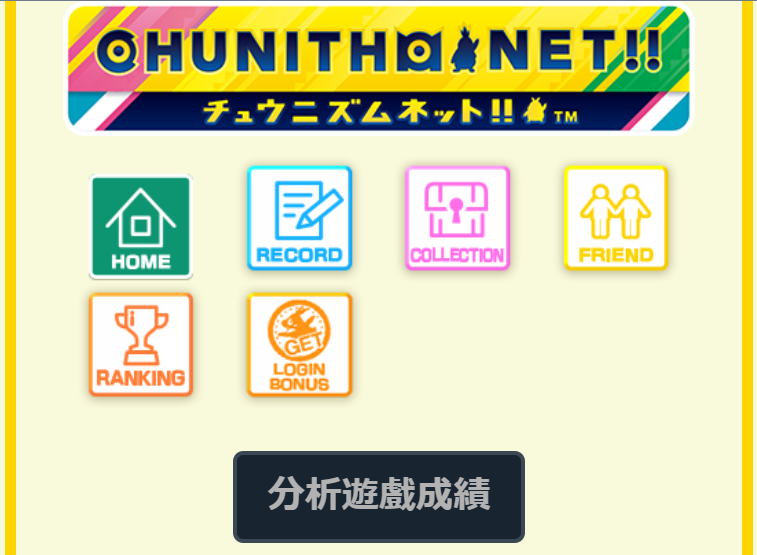 CHUNITHM-NET!!
チュウニズムネット!! TM
HOME
RECORD
COLLECTION
FRIEND
RANKING
GET
LOGIN
BONUS
分析遊戲成績